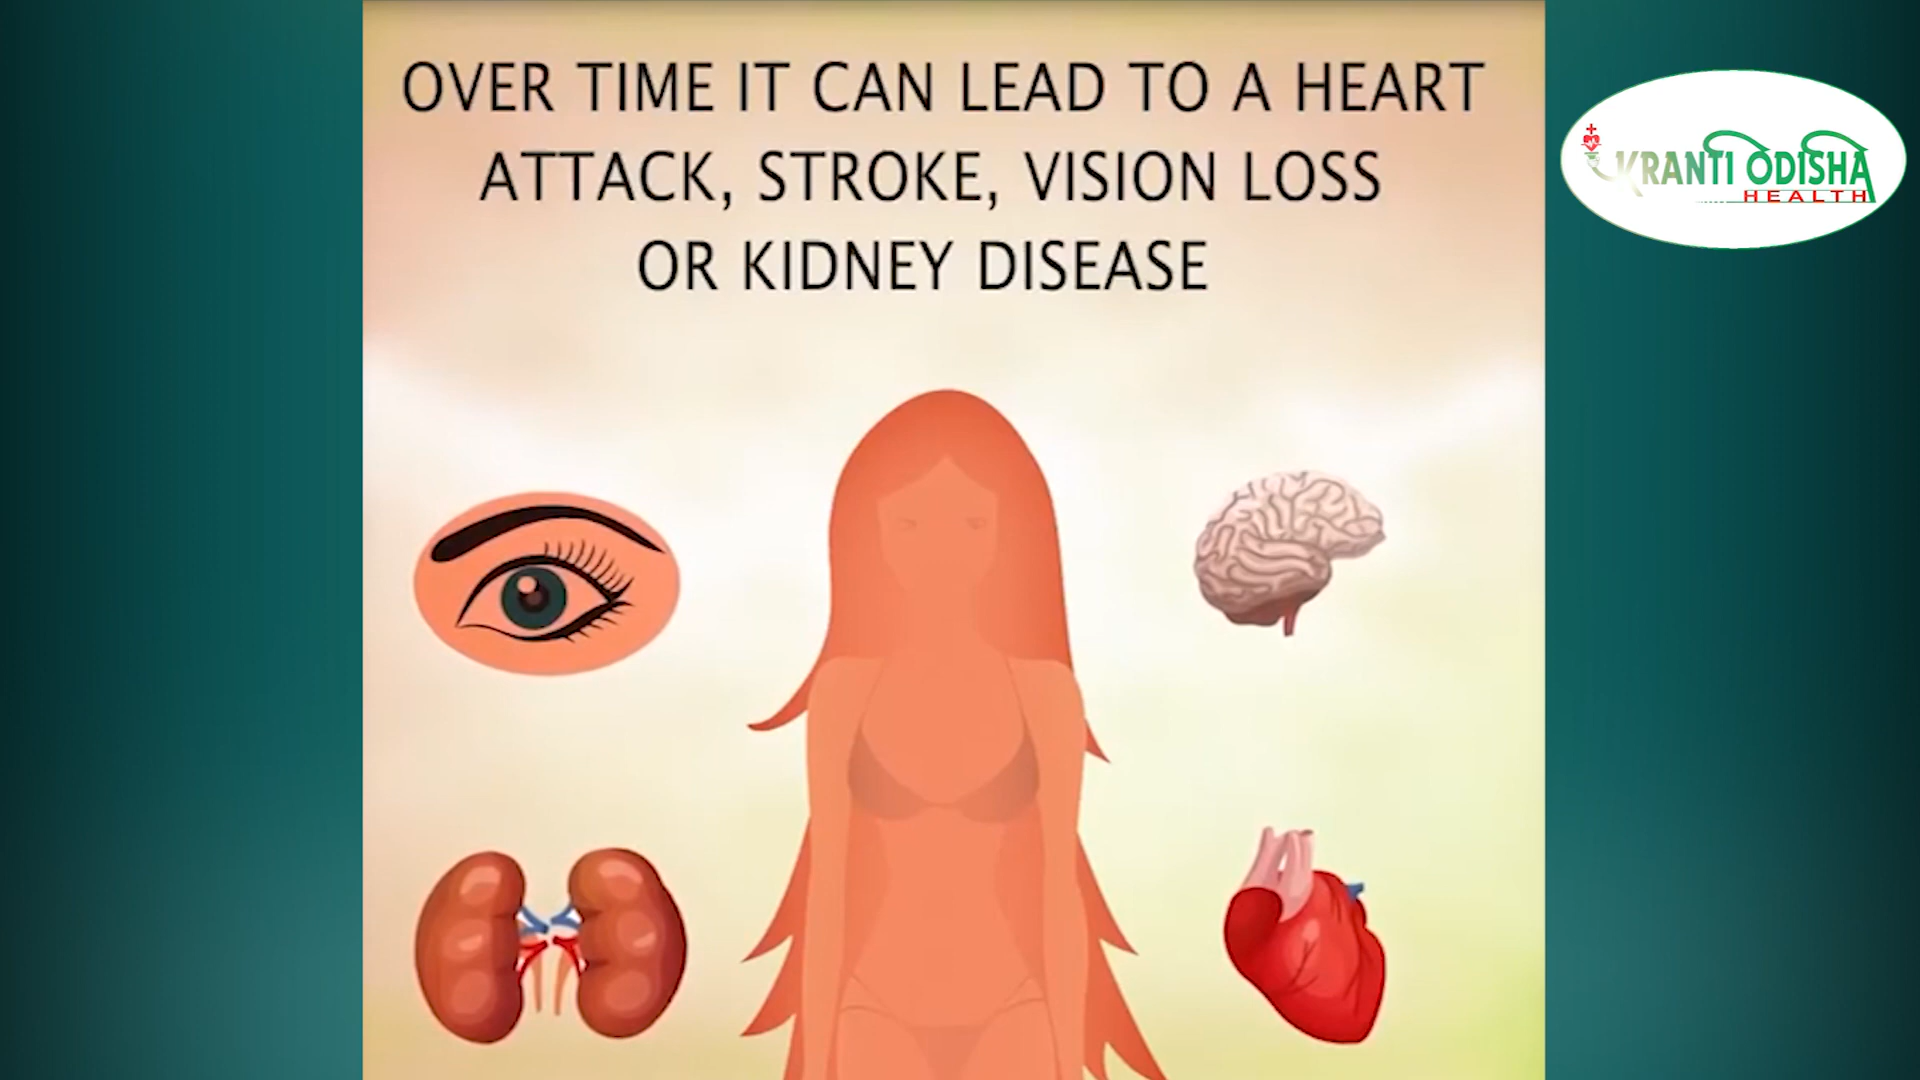 OVER TIME IT CAN LEAD TO A HEART
ATTACK, STROKE, VISION LOSS
OR KIDNEY DISEASE
KRANTI ODISHA
HEALTH